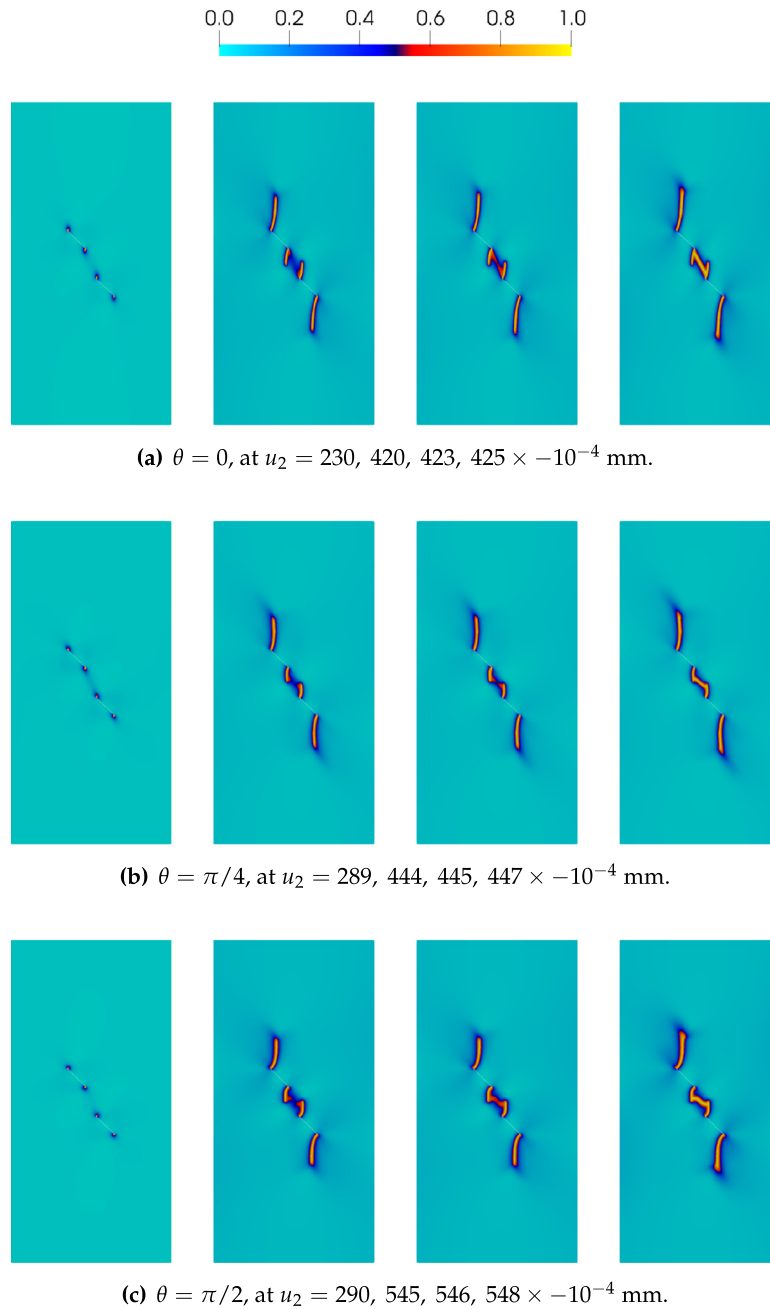 0.0 0.2 0.4 0.6 0.8 1.0
(a) θ = 0, at u₂ = 230, 420, 423, 425 × −10⁻⁴ mm.
(b) θ = π/4, at u₂ = 289, 444, 445, 447 × −10⁻⁴ mm.
(c) θ = π/2, at u₂ = 290, 545, 546, 548 × −10⁻⁴ mm.